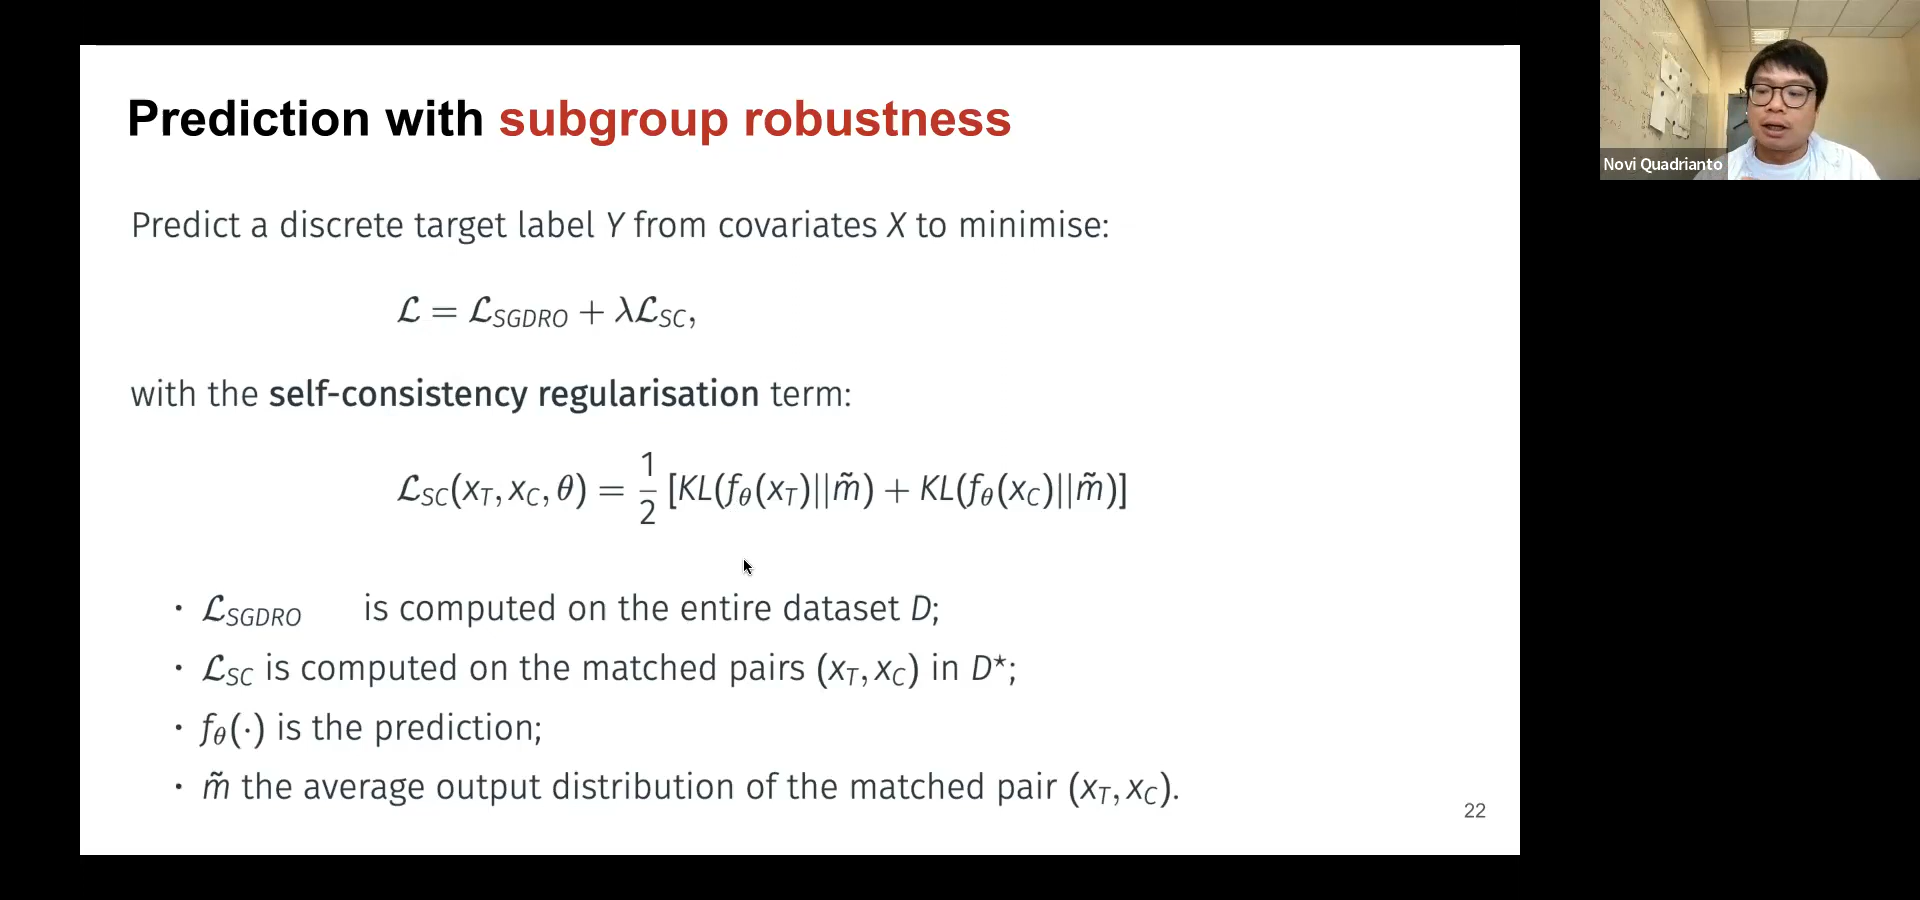 Prediction with subgroup robustness
Novi Quadrianto
Predict a discrete target label Y from covariates X to minimise:
ℒ = ℒ_SGDRO + λℒ_SC,
with the self-consistency regularisation term:
ℒ_SC(x_T, x_C, θ) = 1/2 [KL(f_θ(x_T)||m̃) + KL(f_θ(x_C)||m̃)]
· ℒ_SGDRO is computed on the entire dataset D;
· ℒ_SC is computed on the matched pairs (x_T, x_C) in D*;
· f_θ(·) is the prediction;
· m̃ the average output distribution of the matched pair (x_T, x_C).
22